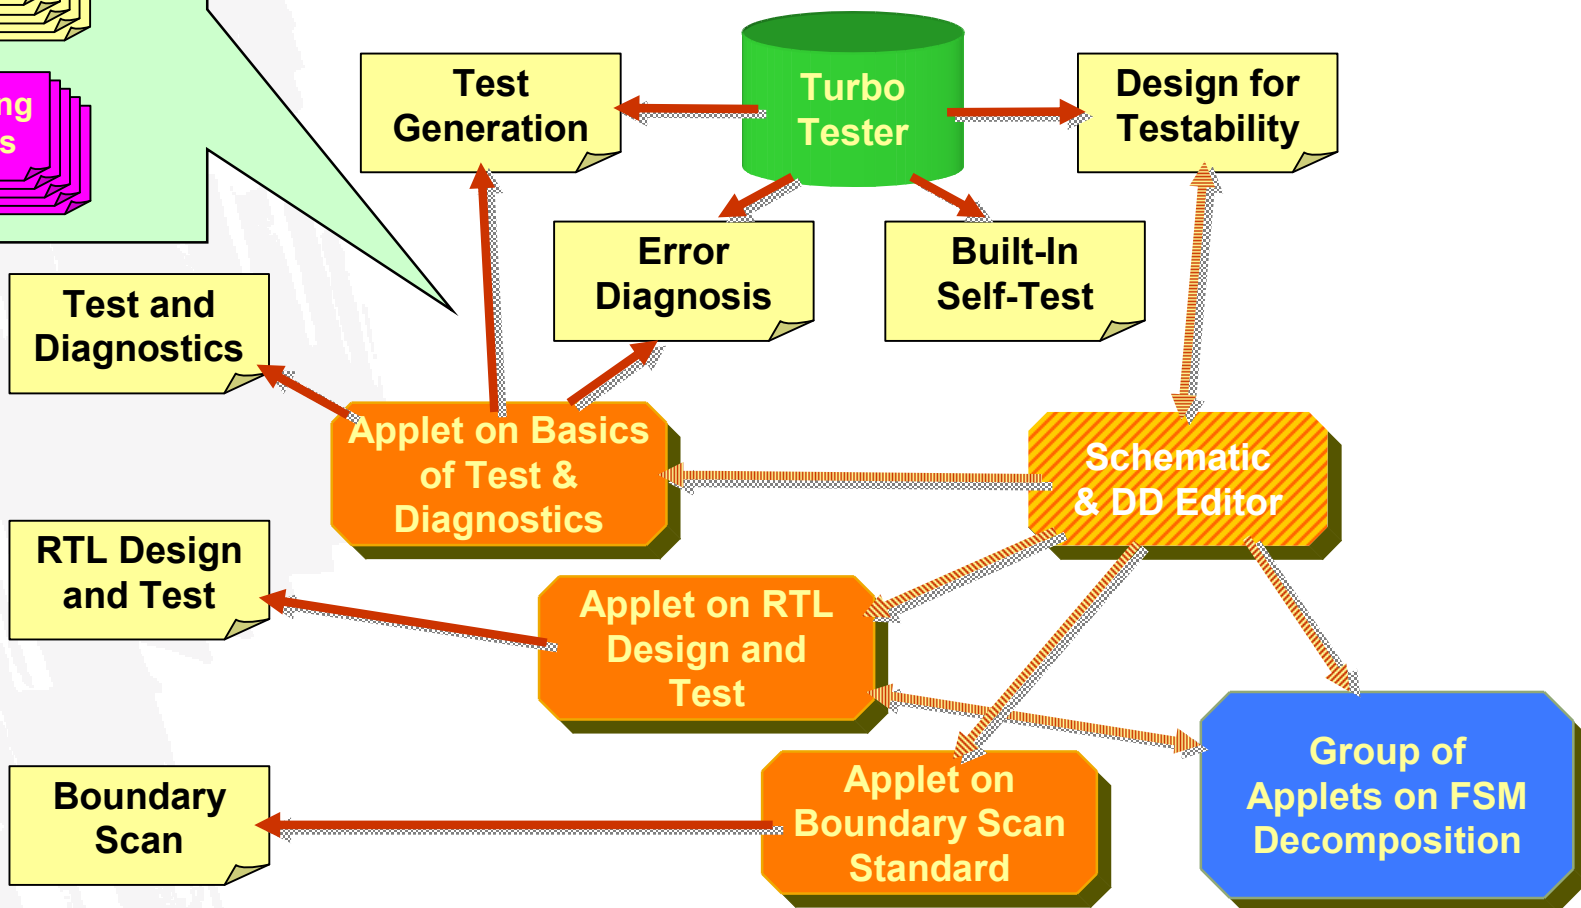 ng
s
Test
Generation
Turbo
Tester
Design for
Testability
Error
Diagnosis
Built-In
Self-Test
Test and
Diagnostics
Applet on Basics
of Test &
Diagnostics
Schematic
& DD Editor
RTL Design
and Test
Applet on RTL
Design and
Test
Group of
Applets on FSM
Decomposition
Boundary
Scan
Applet on
Boundary Scan
Standard